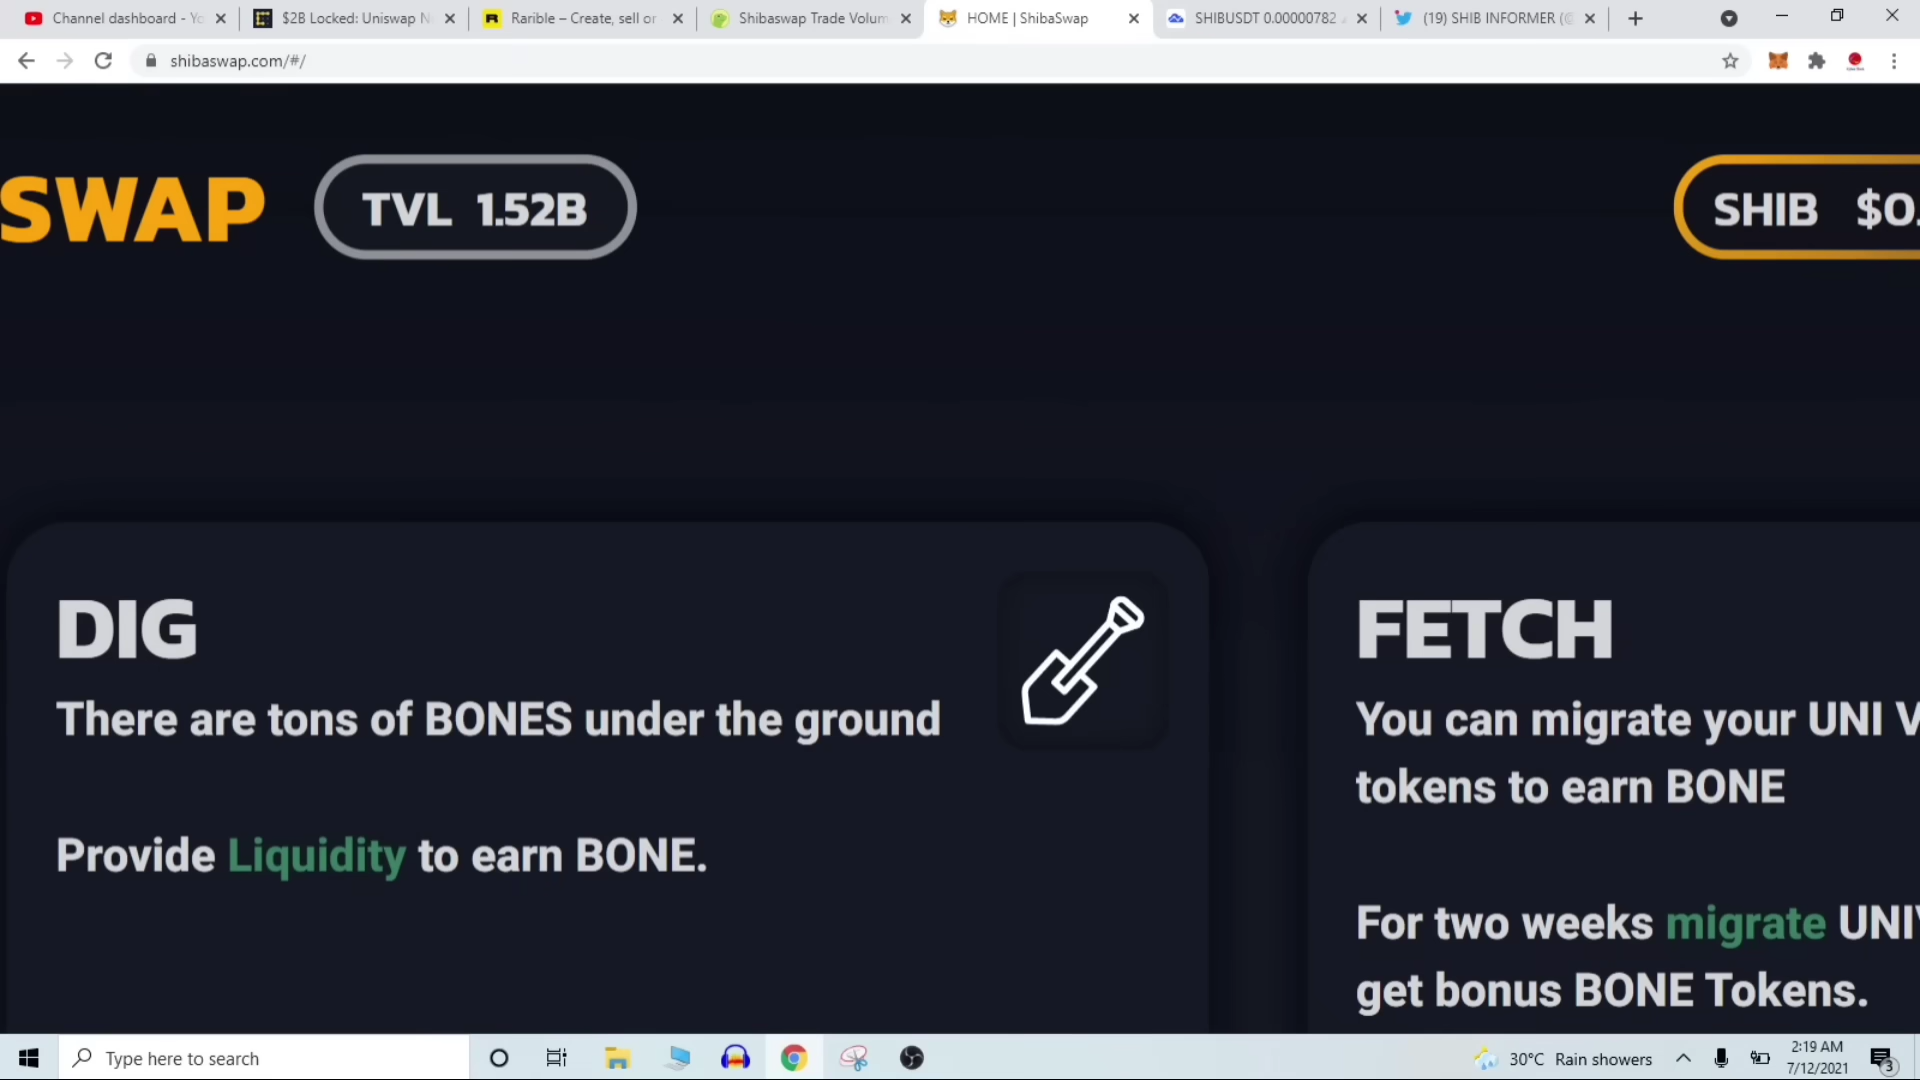 Channel dashboard - Yo
$2B Locked: Uniswap N
Rarible – Create, sell or
Shibaswap Trade Volum
HOME | ShibaSwap
SHIBUSDT 0.00000782
(19) SHIB INFORMER (@
shibaswap.com/#/
SWAP
TVL 1.52B
SHIB $0.
DIG
There are tons of BONES under the ground
Provide Liquidity to earn BONE.
FETCH
You can migrate your UNI V
tokens to earn BONE
For two weeks migrate UNIV
get bonus BONE Tokens.
Type here to search
30°C Rain showers
2:19 AM
7/12/2021
3